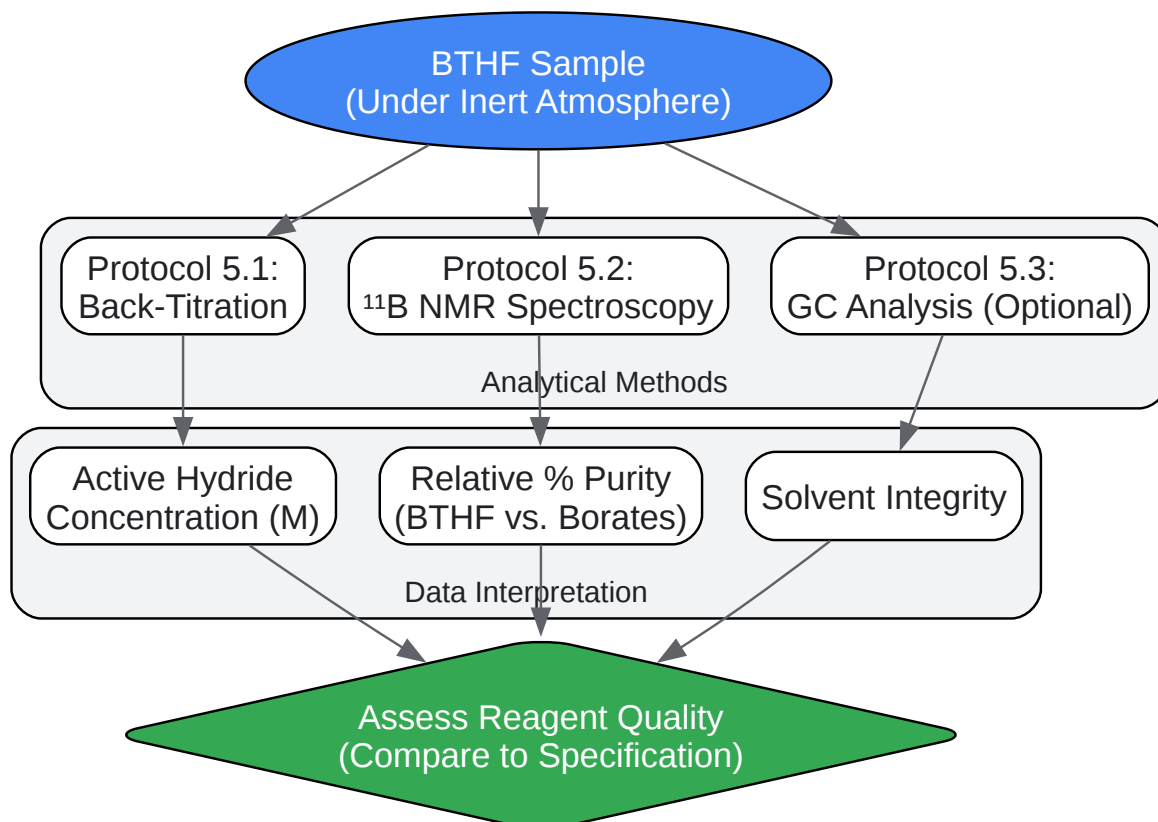 BTHF Sample
(Under Inert Atmosphere)
Protocol 5.1:
Back-Titration
Protocol 5.2:
¹¹B NMR Spectroscopy
Protocol 5.3:
GC Analysis (Optional)
Analytical Methods
Active Hydride
Concentration (M)
Relative % Purity
(BTHF vs. Borates)
Solvent Integrity
Data Interpretation
Assess Reagent Quality
(Compare to Specification)